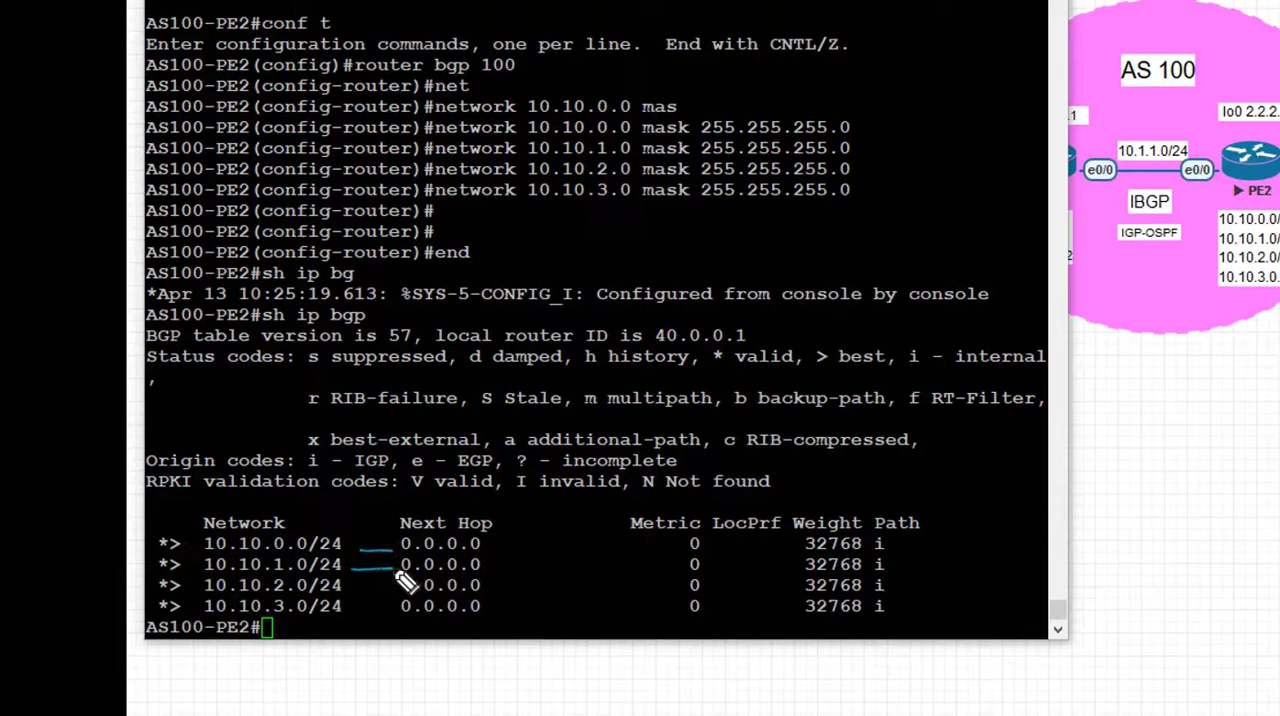 AS100-PE2#conf t
Enter configuration commands, one per line.  End with CNTL/Z.
AS100-PE2(config)#router bgp 100
AS100-PE2(config-router)#net
AS100-PE2(config-router)#network 10.10.0.0 mas
AS100-PE2(config-router)#network 10.10.0.0 mask 255.255.255.0
AS100-PE2(config-router)#network 10.10.1.0 mask 255.255.255.0
AS100-PE2(config-router)#network 10.10.2.0 mask 255.255.255.0
AS100-PE2(config-router)#network 10.10.3.0 mask 255.255.255.0
AS100-PE2(config-router)#
AS100-PE2(config-router)#
AS100-PE2(config-router)#end
AS100-PE2#sh ip bg
*Apr 13 10:25:19.613: %SYS-5-CONFIG_I: Configured from console by console
AS100-PE2#sh ip bgp
BGP table version is 57, local router ID is 40.0.0.1
Status codes: s suppressed, d damped, h history, * valid, > best, i - internal
,
r RIB-failure, S Stale, m multipath, b backup-path, f RT-Filter,
x best-external, a additional-path, c RIB-compressed,
Origin codes: i - IGP, e - EGP, ? - incomplete
RPKI validation codes: V valid, I invalid, N Not found
Network Next Hop Metric LocPrf Weight Path
*> 10.10.0.0/24 0.0.0.0 0 32768 i
*> 10.10.1.0/24 0.0.0.0 0 32768 i
*> 10.10.2.0/24 0.0.0.0 0 32768 i
*> 10.10.3.0/24 0.0.0.0 0 32768 i
AS100-PE2#
AS 100
.1
lo0 2.2.2.
10.1.1.0/24
e0/0 e0/0
PE2
IBGP
IGP-OSPF
10.10.0.0/
10.10.1.0/
10.10.2.0/
10.10.3.0.
2